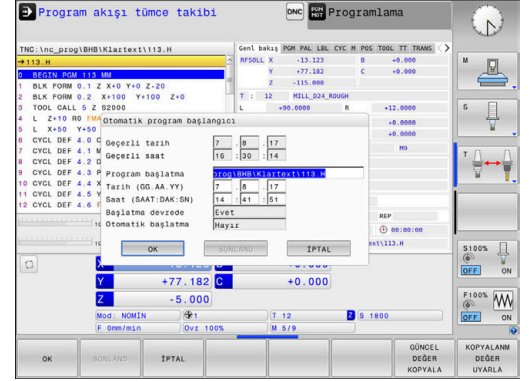 Program akışı tümce takibi
DNC
PGM MGT
Programlama
TNC:\nc_prog\BHB\Klartext\113.H
→113.H
0 BEGIN PGM 113 MM
1 BLK FORM 0.1 Z X+0 Y+0 Z-20
2 BLK FORM 0.2 X+100 Y+100 Z+0
3 TOOL CALL 5 Z S2000
4 L Z+10 R0 FMA
5 L X+50 Y+50
6 CYCL DEF 4.0
7 CYCL DEF 4.1
8 CYCL DEF 4.2
9 CYCL DEF 4.3
10 CYCL DEF 4.4
11 CYCL DEF 4.5
12 CYCL DEF 4.6
Genl bakış PGM PAL LBL CYC M POS TOOL TT TRANS
RFSOLL X -13.123 B +0.000
Y +77.182 C +0.000
Z -115.000
T : 12 MILL_D24_ROUGH
L +90.0000 R +12.0000
+0.0000
+0.0000
M9
REP
00:00:00
ext\113.H
Otomatik program başlangıcı
Geçerli tarih 7 .8 .17
Geçerli saat 16 :30 :14
Program başlatma prog\BHB\Klartext\113.H
Tarih (GG.AA.YY) 7 .8 .17
Saat (SAAT:DAK:SN) 14 :41 :51
Başlatma devrede Evet
Otomatik başlatma Hayır
OK SONLAND İPTAL
X
Y +77.182 C +0.000
Z -5.000
Mod: NOMİN 1 T 12 Z S 1800
F 0mm/min Ovr 100% M 5/9
M
S
T
S100%
OFF ON
F100%
OFF ON
OK
SONLAND
İPTAL
GÜNCEL DEĞER KOPYALA
KOPYALANM DEĞER UYARLA